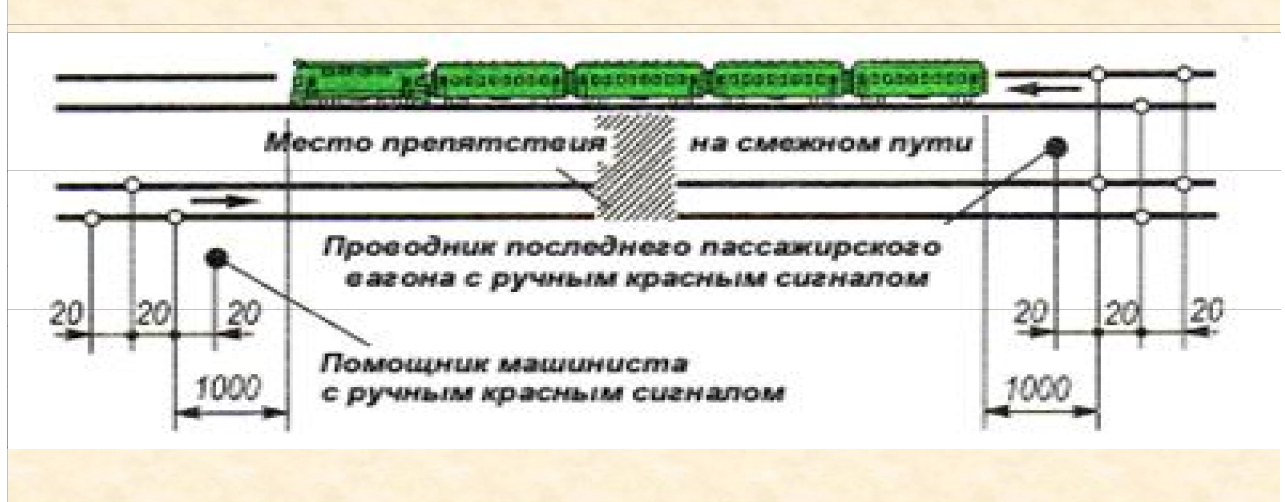 Место препятствия на смежном пути
Проводник последнего пассажирского
вагона с ручным красным сигналом
20 20 20
20 20 20
Помощник машиниста
с ручным красным сигналом
1000
1000